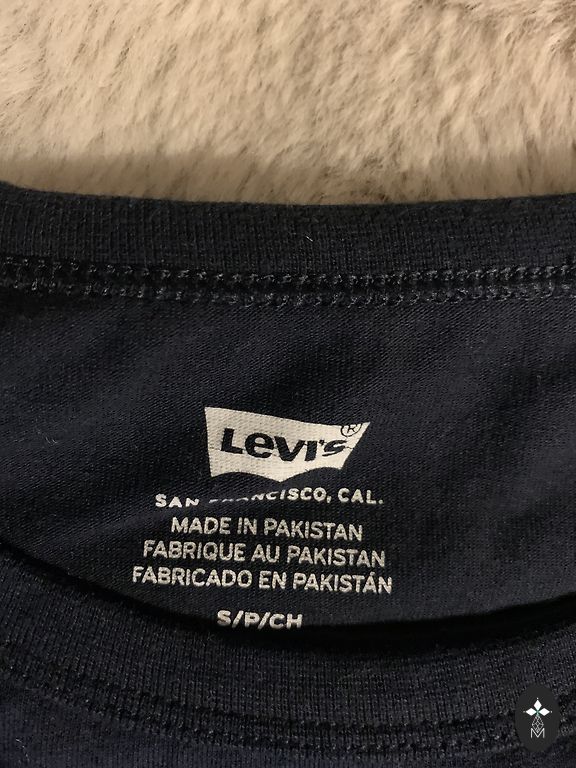 Levi's®
SAN FRANCISCO, CAL.
MADE IN PAKISTAN
FABRIQUE AU PAKISTAN
FABRICADO EN PAKISTÁN
S/P/CH
M